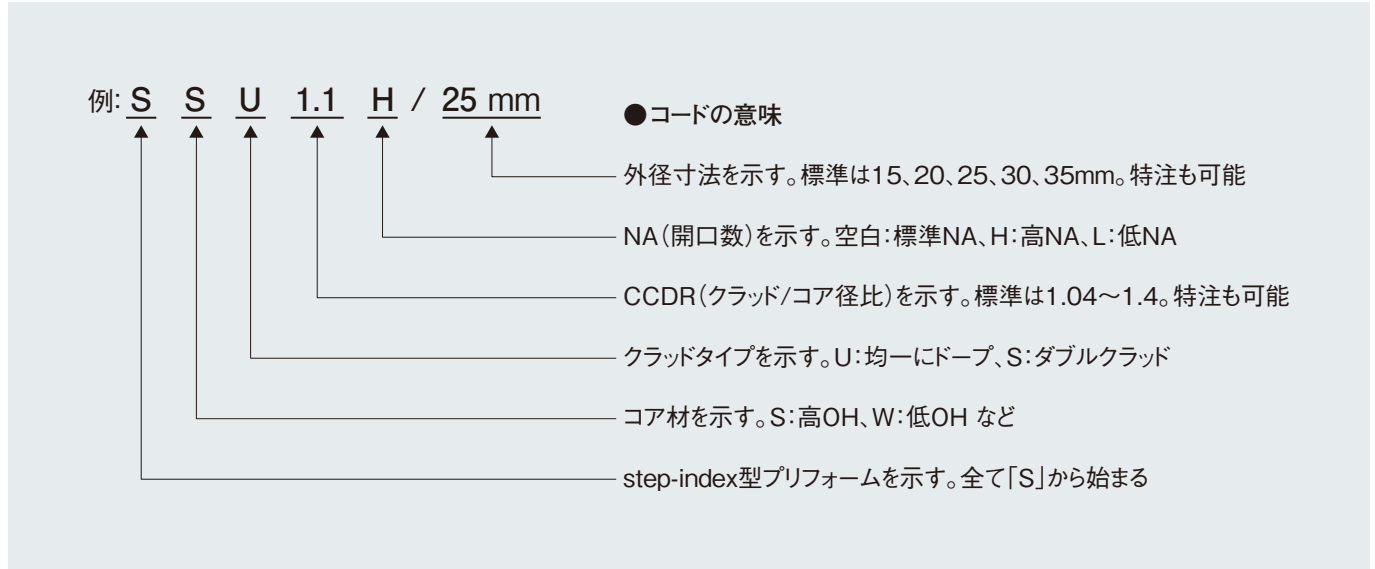 例: S S U 1.1 H / 25 mm
●コードの意味
外径寸法を示す。標準は15、20、25、30、35mm。特注も可能
NA(開口数)を示す。空白:標準NA、H:高NA、L:低NA
CCDR(クラッド/コア径比)を示す。標準は1.04〜1.4。特注も可能
クラッドタイプを示す。U:均一にドープ、S:ダブルクラッド
コア材を示す。S:高OH、W:低OH など
step-index型プリフォームを示す。全て「S」から始まる